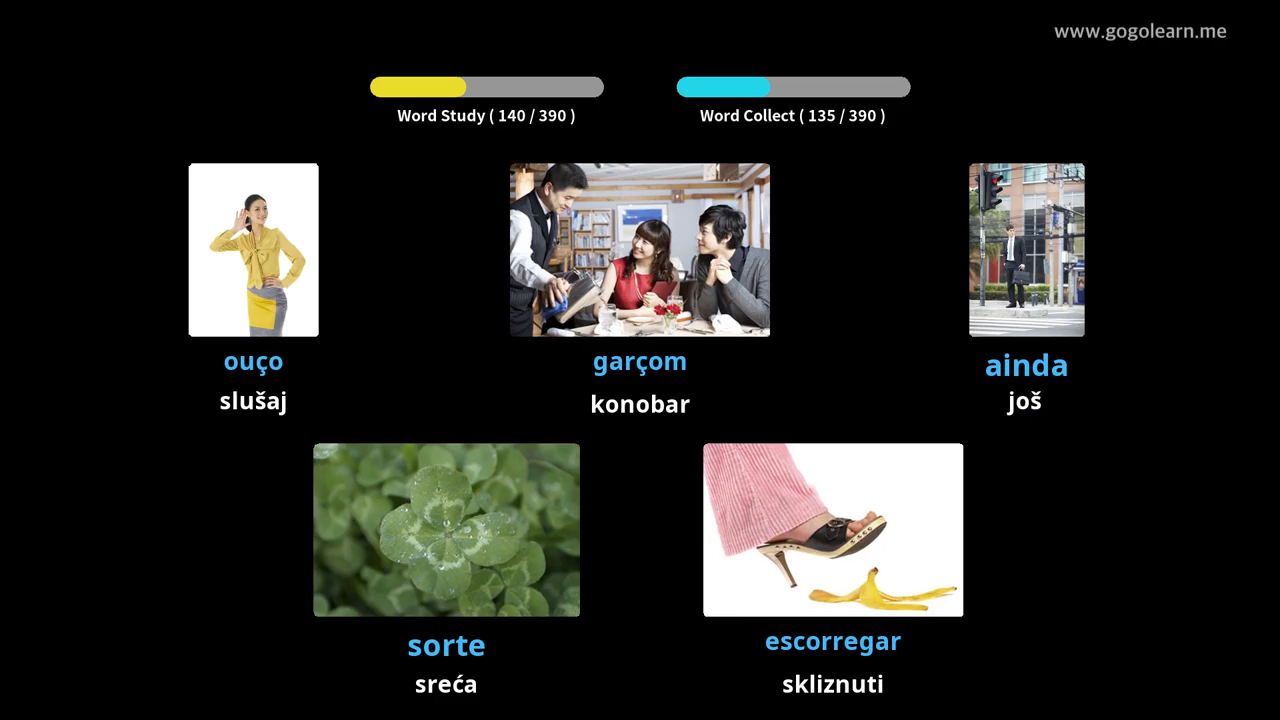 www.gogolearn.me
Word Study ( 140 / 390 )
Word Collect ( 135 / 390 )
ouço
garçom
ainda
slušaj
konobar
još
sorte
escorregar
sreća
skliznuti